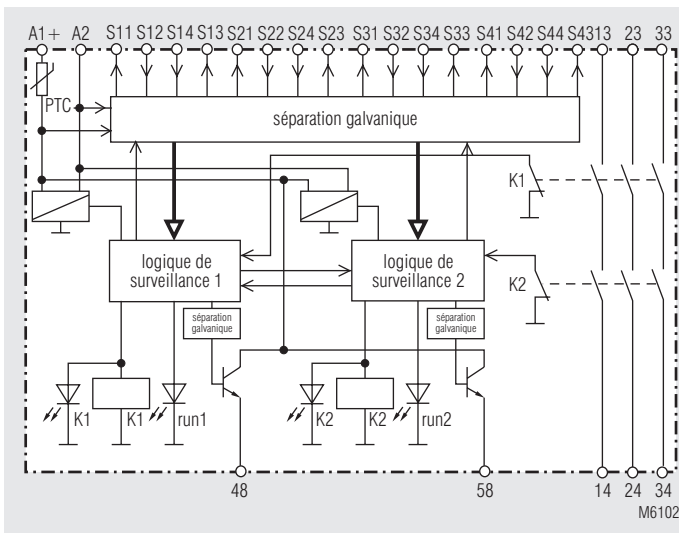 A1+ A2 S11 S12 S14 S13 S21 S22 S24 S23 S31 S32 S34 S33 S41 S42 S44 S43 13 23 33
PTC
séparation galvanique
K1
logique de
surveillance 1
logique de
surveillance 2
K2
séparation
galvanique
séparation
galvanique
K1 K1 run1 K2 K2 run2
48 58 14 24 34
M6102